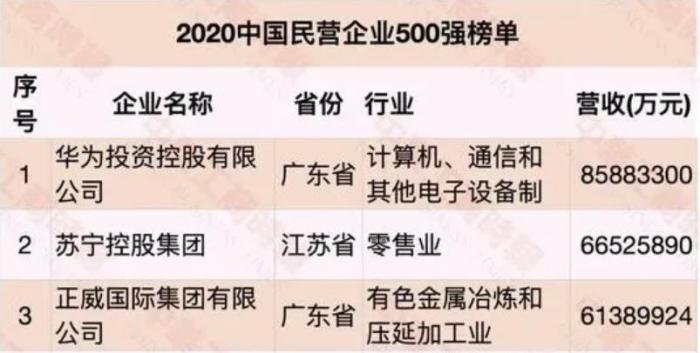 2020中国民营企业500强榜单
序号 企业名称 省份 行业 营收(万元)
1 华为投资控股有限公司 广东省 计算机、通信和其他电子设备制 85883300
2 苏宁控股集团 江苏省 零售业 66525890
3 正威国际集团有限公司 广东省 有色金属冶炼和压延加工业 61389924